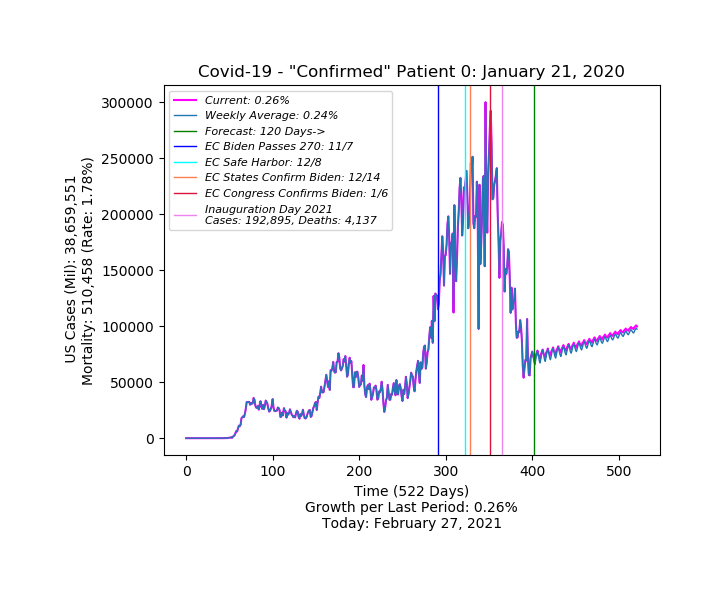 Covid-19 - "Confirmed" Patient 0: January 21, 2020
Current: 0.26%
Weekly Average: 0.24%
Forecast: 120 Days->
EC Biden Passes 270: 11/7
EC Safe Harbor: 12/8
EC States Confirm Biden: 12/14
EC Congress Confirms Biden: 1/6
Inauguration Day 2021
Cases: 192,895, Deaths: 4,137
US Cases (Mil): 38,659,551
Mortality: 510,458 (Rate: 1.78%)
300000
250000
200000
150000
100000
50000
0
0 100 200 300 400 500
Time (522 Days)
Growth per Last Period: 0.26%
Today: February 27, 2021